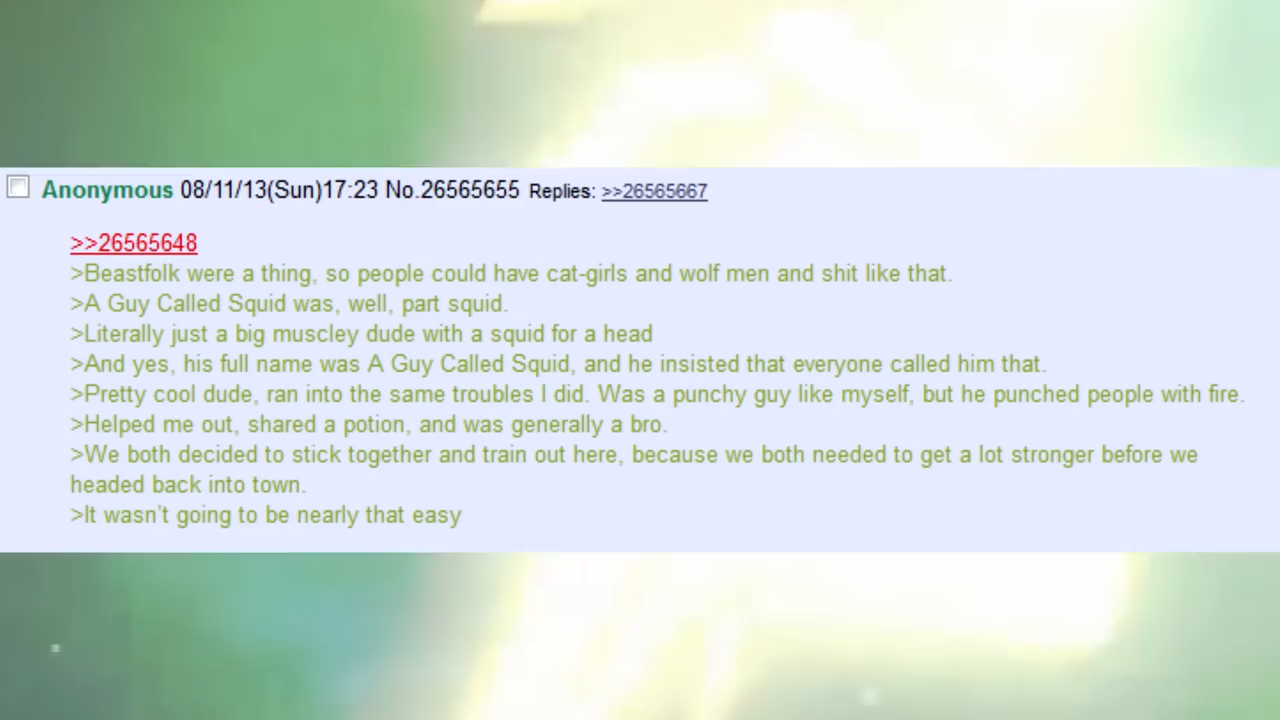 Anonymous 08/11/13(Sun)17:23 No.26565655 Replies: >>26565667
>>26565648
>Beastfolk were a thing, so people could have cat-girls and wolf men and shit like that.
>A Guy Called Squid was, well, part squid.
>Literally just a big muscley dude with a squid for a head
>And yes, his full name was A Guy Called Squid, and he insisted that everyone called him that.
>Pretty cool dude, ran into the same troubles I did. Was a punchy guy like myself, but he punched people with fire.
>Helped me out, shared a potion, and was generally a bro.
>We both decided to stick together and train out here, because we both needed to get a lot stronger before we
headed back into town.
>It wasn't going to be nearly that easy